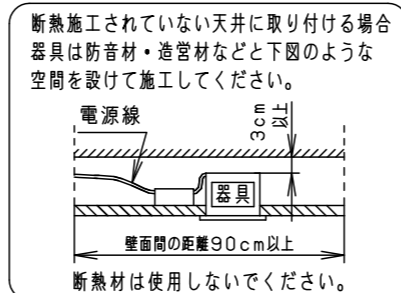 断熱施工されていない天井に取り付ける場合
器具は防音材・造営材などと下図のような
空間を設けて施工してください。
電源線
3cm
以上
器具
壁面間の距離90cm以上
断熱材は使用しないでください。